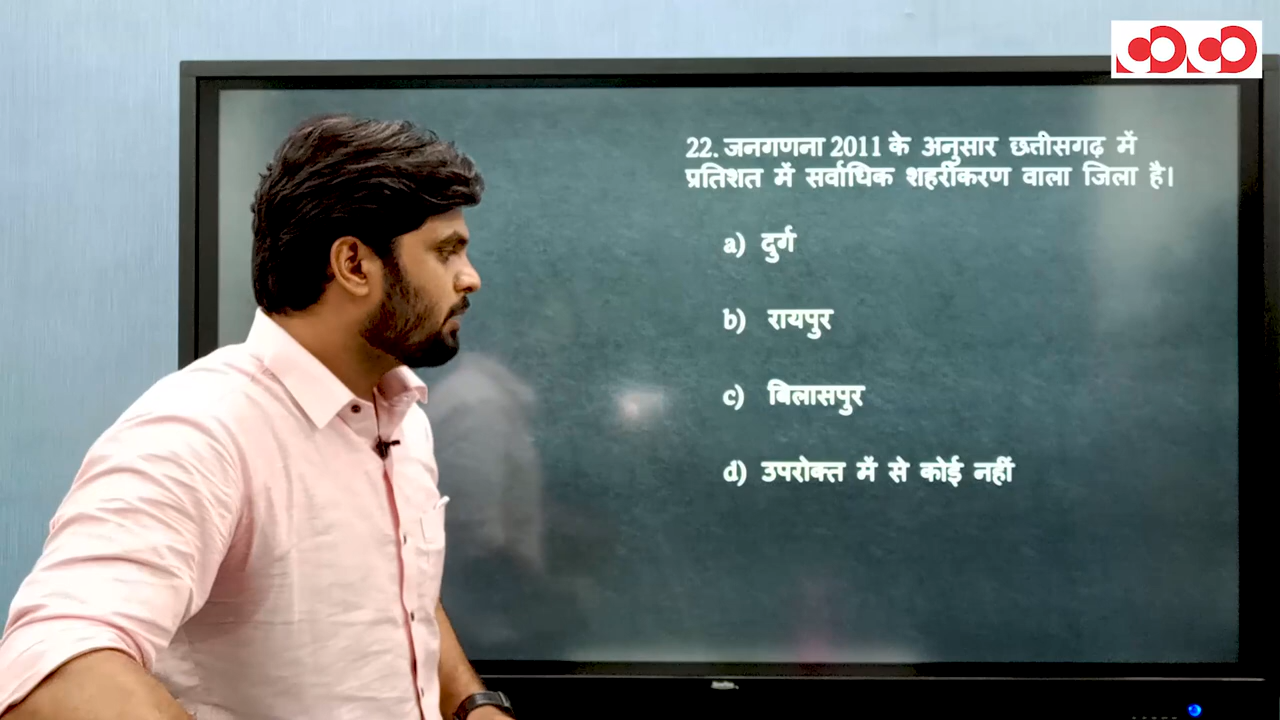 22. जनगणना 2011 के अनुसार छत्तीसगढ़ में
प्रतिशत में सर्वाधिक शहरीकरण वाला जिला है।
a) दुर्ग
b) रायपुर
c) बिलासपुर
d) उपरोक्त में से कोई नहीं